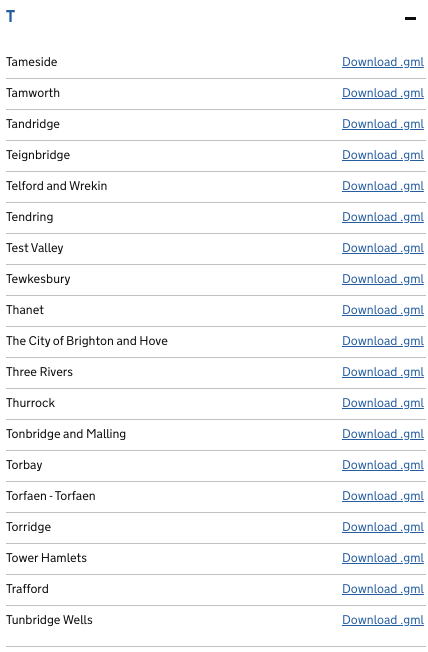 T
Tameside Download .gml
Tamworth Download .gml
Tandridge Download .gml
Teignbridge Download .gml
Telford and Wrekin Download .gml
Tendring Download .gml
Test Valley Download .gml
Tewkesbury Download .gml
Thanet Download .gml
The City of Brighton and Hove Download .gml
Three Rivers Download .gml
Thurrock Download .gml
Tonbridge and Malling Download .gml
Torbay Download .gml
Torfaen - Torfaen Download .gml
Torridge Download .gml
Tower Hamlets Download .gml
Trafford Download .gml
Tunbridge Wells Download .gml